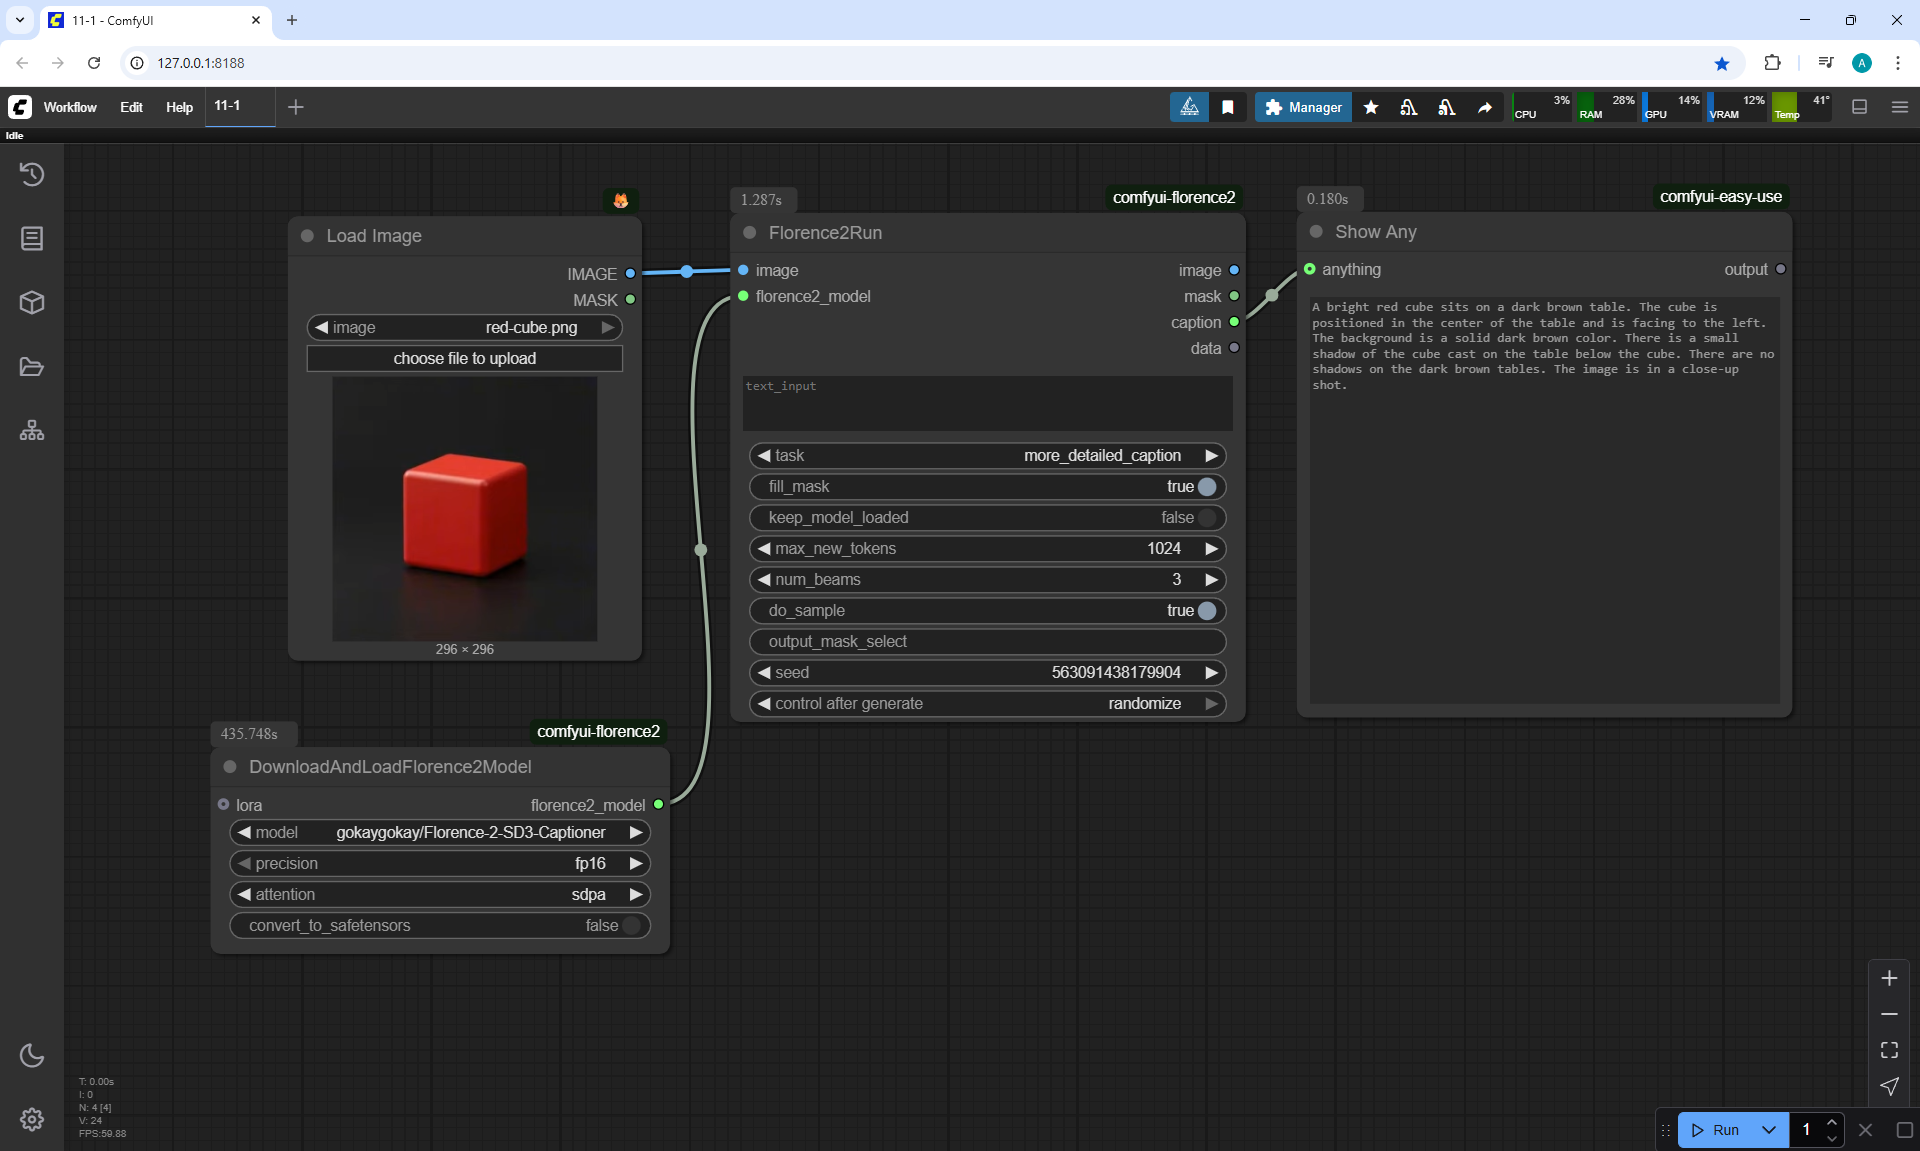 11-1 - ComfyUI
127.0.0.1:8188
Workflow Edit Help 11-1
Manager
CPU 3% RAM 28% GPU 14% VRAM 12% Temp 41°
Idle
Load Image
IMAGE
MASK
image red-cube.png
choose file to upload
296 × 296
1.287s
comfyui-florence2
Florence2Run
image image
florence2_model mask
caption
data
text_input
task more_detailed_caption
fill_mask true
keep_model_loaded false
max_new_tokens 1024
num_beams 3
do_sample true
output_mask_select
seed 563091438179904
control after generate randomize
0.180s
comfyui-easy-use
Show Any
anything output
A bright red cube sits on a dark brown table. The cube is
positioned in the center of the table and is facing to the left.
The background is a solid dark brown color. There is a small
shadow of the cube cast on the table below the cube. There are no
shadows on the dark brown tables. The image is in a close-up
shot.
435.748s
comfyui-florence2
DownloadAndLoadFlorence2Model
lora florence2_model
model gokaygokay/Florence-2-SD3-Captioner
precision fp16
attention sdpa
convert_to_safetensors false
T: 0.00s
I: 0
N: 4 [4]
V: 24
FPS:59.88
Run 1
A